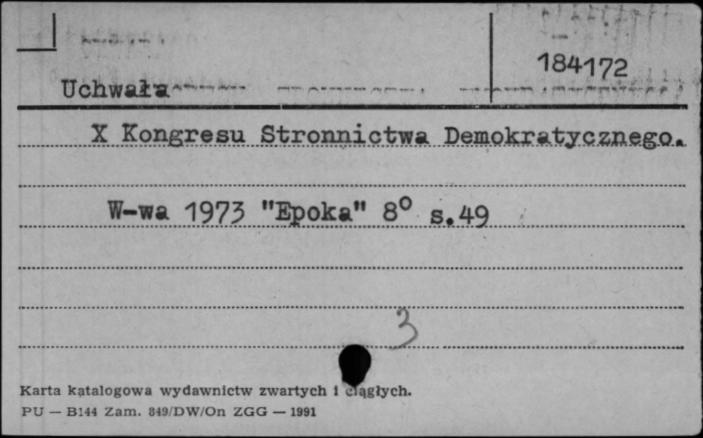 184172
Uchwała
X Kongresu Stronnictwa Demokratycznego.
W-wa 1973 "Epoka" 8° s.49
3
Karta katalogowa wydawnictw zwartych i ciągłych.
PU — B144 Zam. 849/DW/On ZGG — 1991